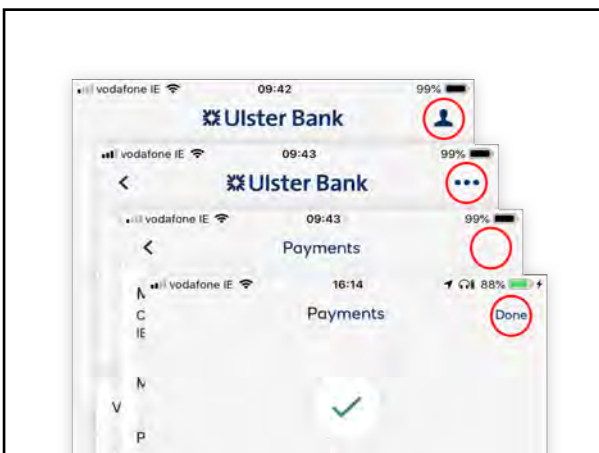 vodafone IE 09:42 99%
Ulster Bank
vodafone IE 09:43 99%
< Ulster Bank •••
vodafone IE 09:43 99%
< Payments
vodafone IE 16:14 88%
Payments Done
M
C
IE
M
V
P